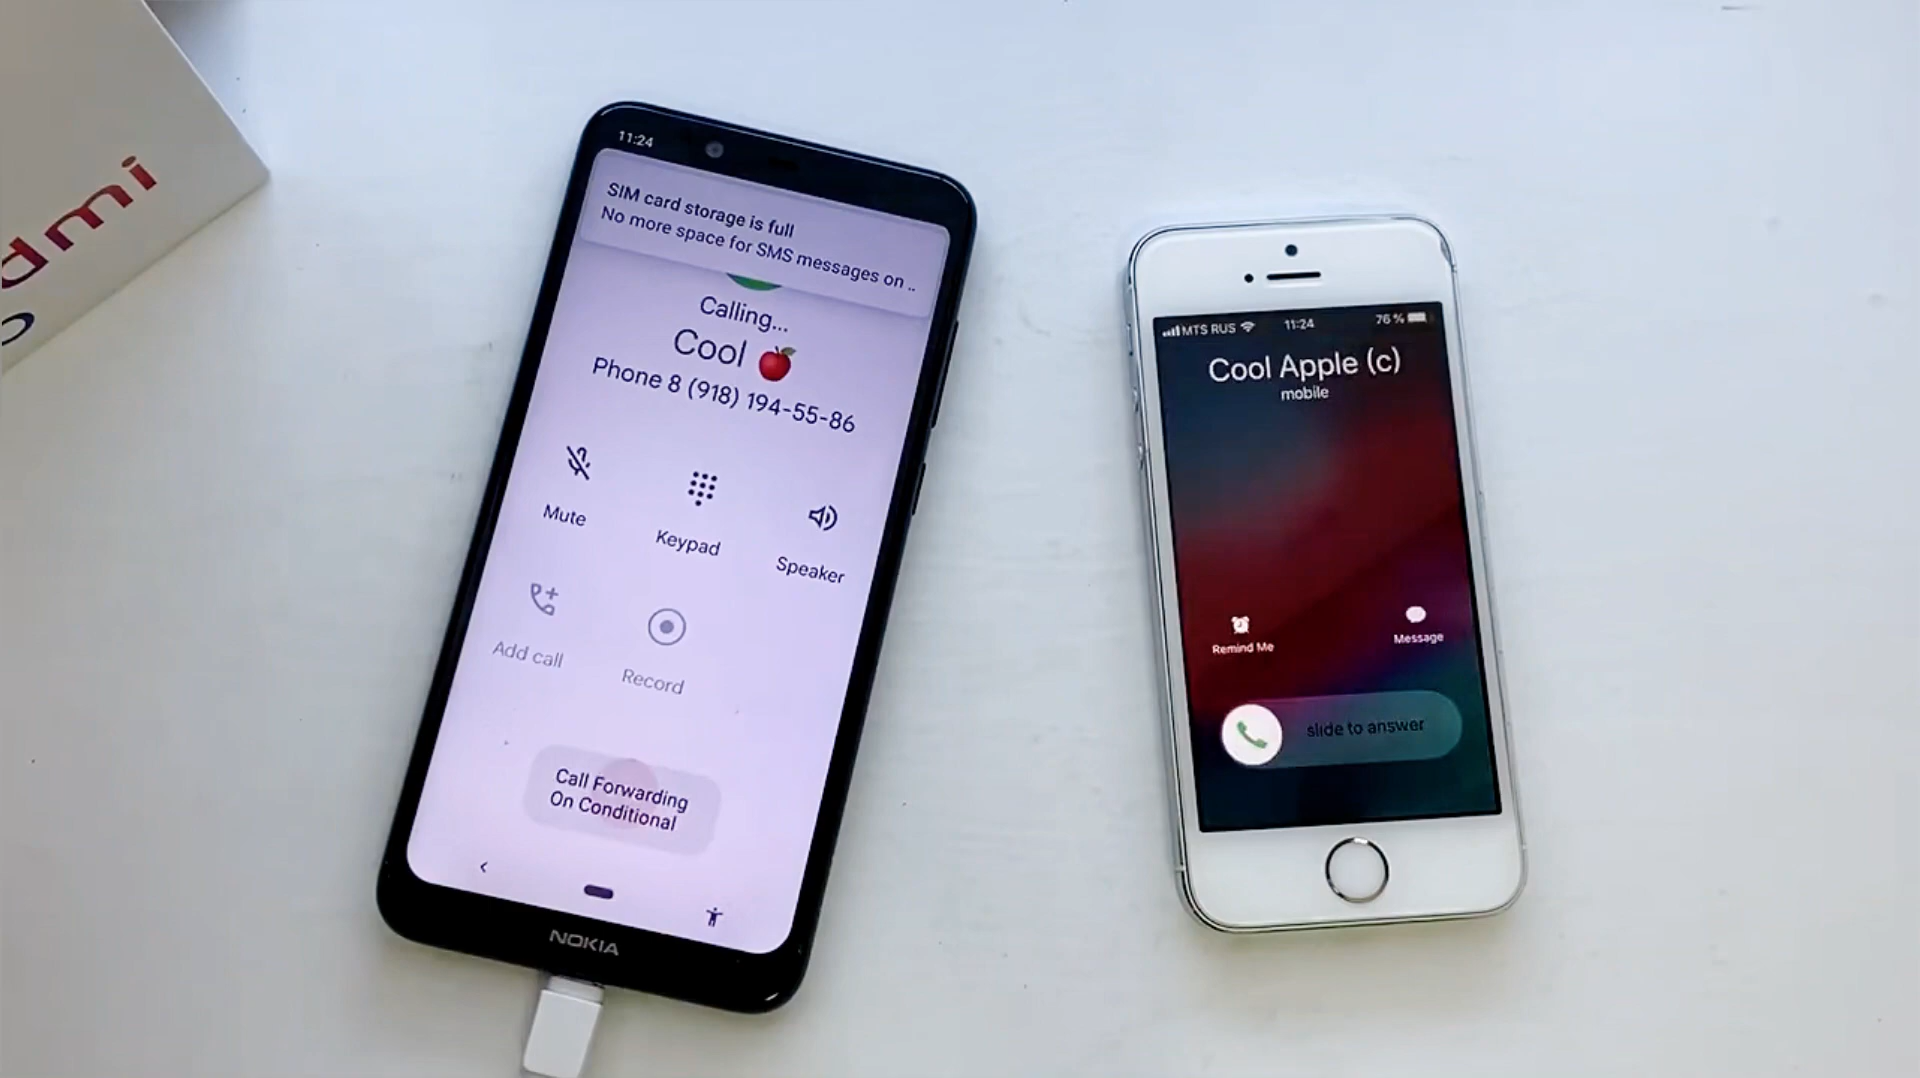 dmi
11:24
SIM card storage is full
No more space for SMS messages on ..
Calling...
Cool 🍎
Phone 8 (918) 194-55-86
Mute
Keypad
Speaker
Add call
Record
Call Forwarding
On Conditional
NOKIA
MTS RUS 11:24 76 %
Cool Apple (c)
mobile
Remind Me
Message
slide to answer